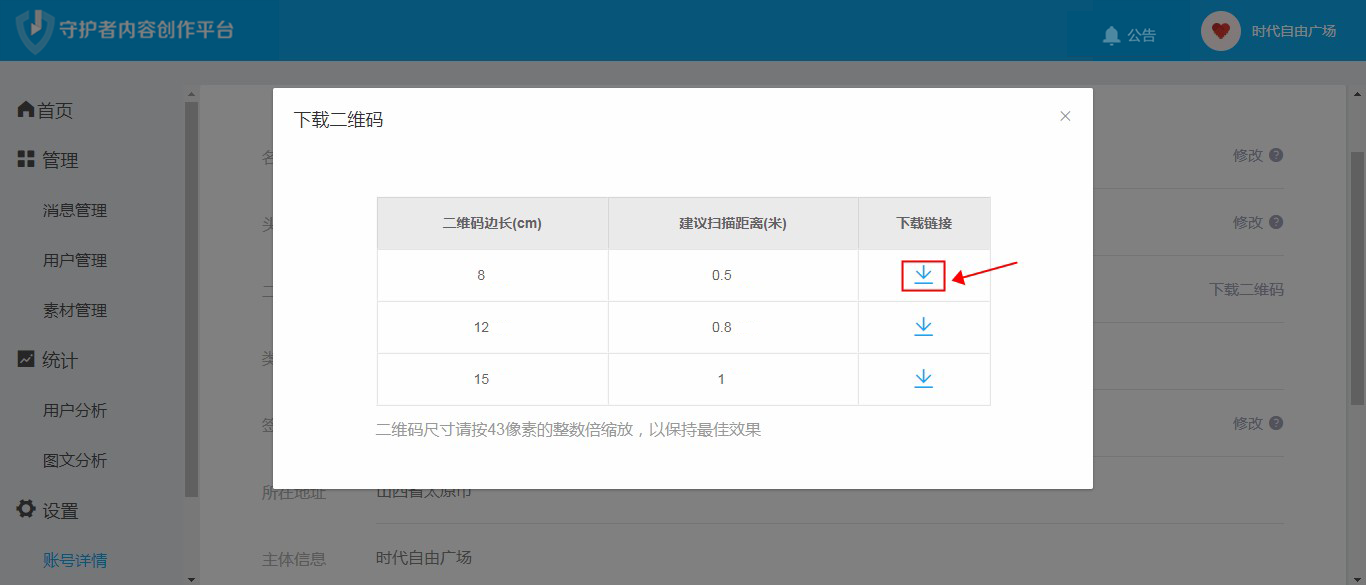 守护者内容创作平台
公告
时代自由广场
首页
管理
消息管理
用户管理
素材管理
统计
用户分析
图文分析
设置
账号详情
下载二维码
二维码边长(cm) 建议扫描距离(米) 下载链接
8 0.5
12 0.8
15 1
二维码尺寸请按43像素的整数倍缩放，以保持最佳效果
修改
修改
下载二维码
修改
所在地址 山西省太原市
主体信息 时代自由广场